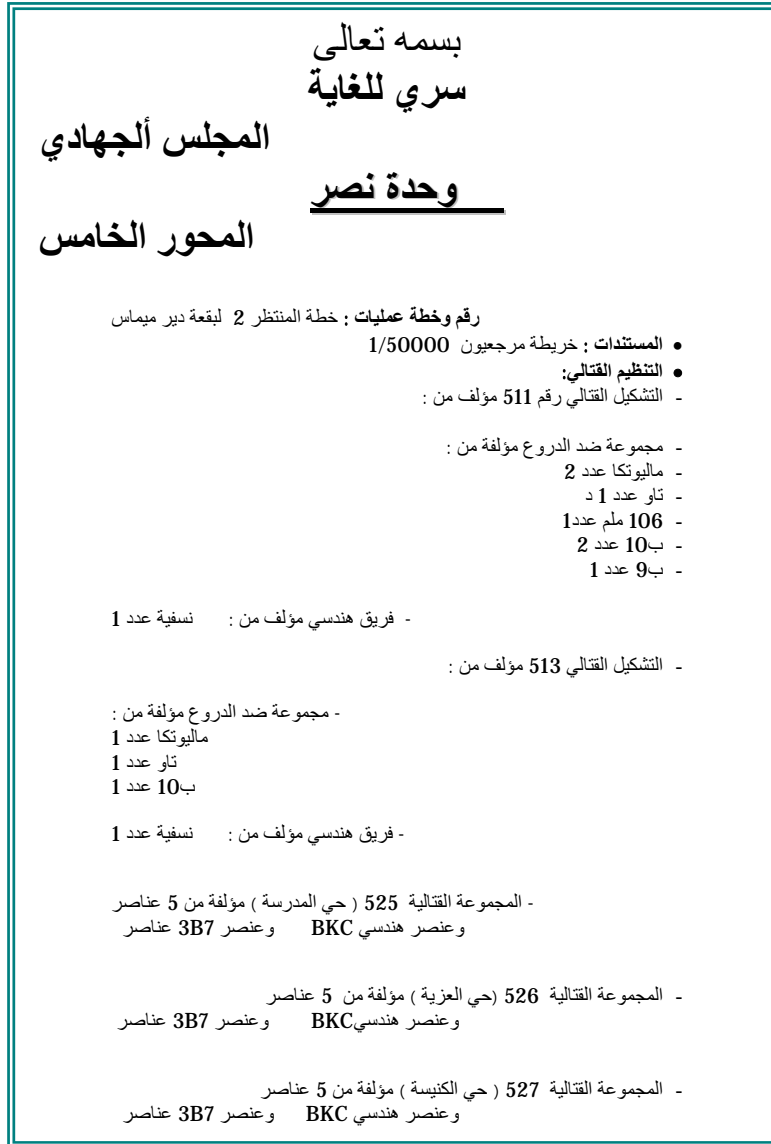 بسمه تعالى
سري للغاية
المجلس ألجهادي
وحدة نصر
المحور الخامس
رقم وخطة عمليات : خطة المنتظر 2 لبقعة دير ميماس
• المستندات : خريطة مرجعيون 1/50000
• التنظيم القتالي:
- التشكيل القتالي رقم 511 مؤلف من :
- مجموعة ضد الدروع مؤلفة من :
- ماليوتكا عدد 2
- تاو عدد 1 د
- 106 ملم عدد1
- ب10 عدد 2
- ب9 عدد 1
- فريق هندسي مؤلف من : نسفية عدد 1
- التشكيل القتالي 513 مؤلف من :
- مجموعة ضد الدروع مؤلفة من :
ماليوتكا عدد 1
تاو عدد 1
ب10 عدد 1
- فريق هندسي مؤلف من : نسفية عدد 1
- المجموعة القتالية 525 ( حي المدرسة ) مؤلفة من 5 عناصر
وعنصر هندسي BKC وعنصر 3B7 عناصر
- المجموعة القتالية 526 (حي العزية ) مؤلفة من 5 عناصر
وعنصر هندسيBKC وعنصر 3B7 عناصر
- المجموعة القتالية 527 ( حي الكنيسة ) مؤلفة من 5 عناصر
وعنصر هندسي BKC وعنصر 3B7 عناصر